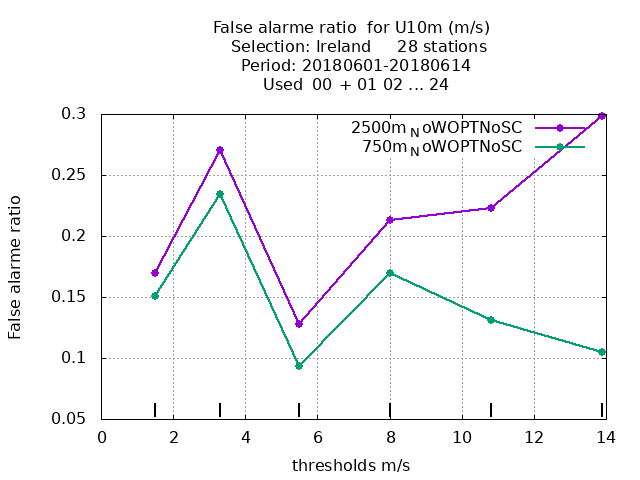 False alarme ratio  for U10m (m/s)
Selection: Ireland     28 stations
Period: 20180601-20180614
Used  00 + 01 02 ... 24
0.3
0.25
0.2
0.15
0.1
0.05
False alarme ratio
2500m_NoWOPTNoSC
750m_NoWOPTNoSC
0 2 4 6 8 10 12 14
thresholds m/s